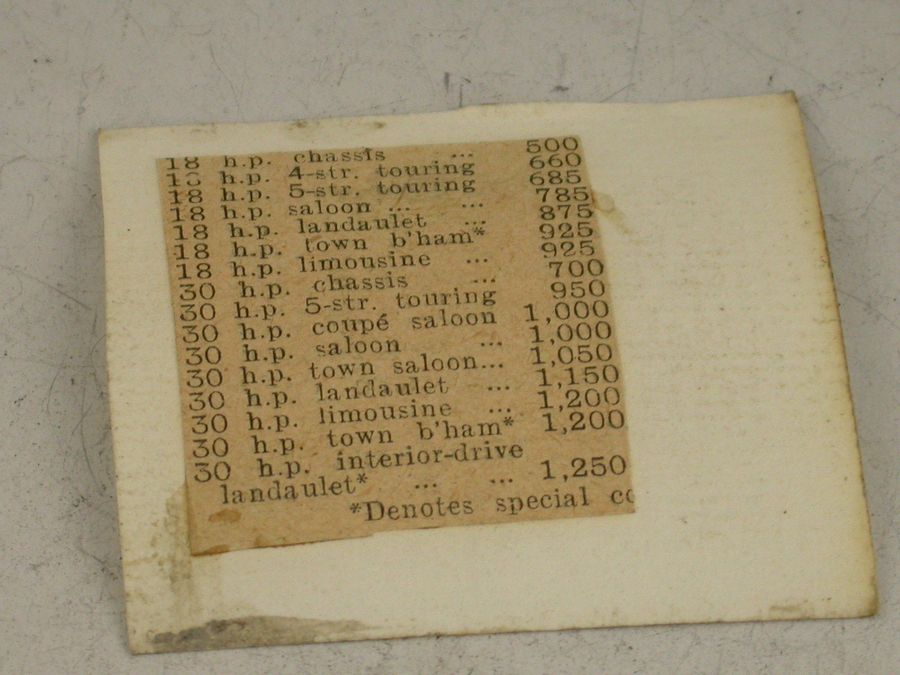 18 h.p. chassis ... 500
18 h.p. 4-str. touring 660
18 h.p. 5-str. touring 685
18 h.p. saloon ... ... 785
18 h.p. landaulet ... 875
18 h.p. town b'ham* 925
18 h.p. limousine ... 925
30 h.p. chassis ... 700
30 h.p. 5-str. touring 950
30 h.p. coupé saloon 1,000
30 h.p. saloon ... 1,000
30 h.p. town saloon... 1,050
30 h.p. landaulet ... 1,150
30 h.p. limousine ... 1,200
30 h.p. town b'ham* 1,200
30 h.p. interior-drive
landaulet* ... ... 1,250
*Denotes special